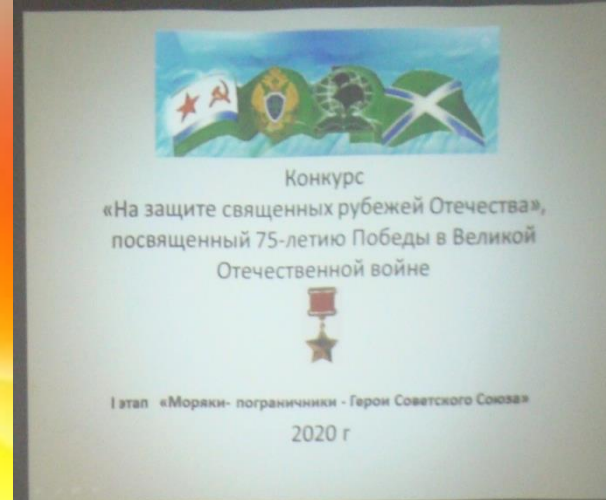 Конкурс
«На защите священных рубежей Отечества»,
посвященный 75-летию Победы в Великой
Отечественной войне
I этап «Моряки- пограничники - Герои Советского Союза»
2020 г